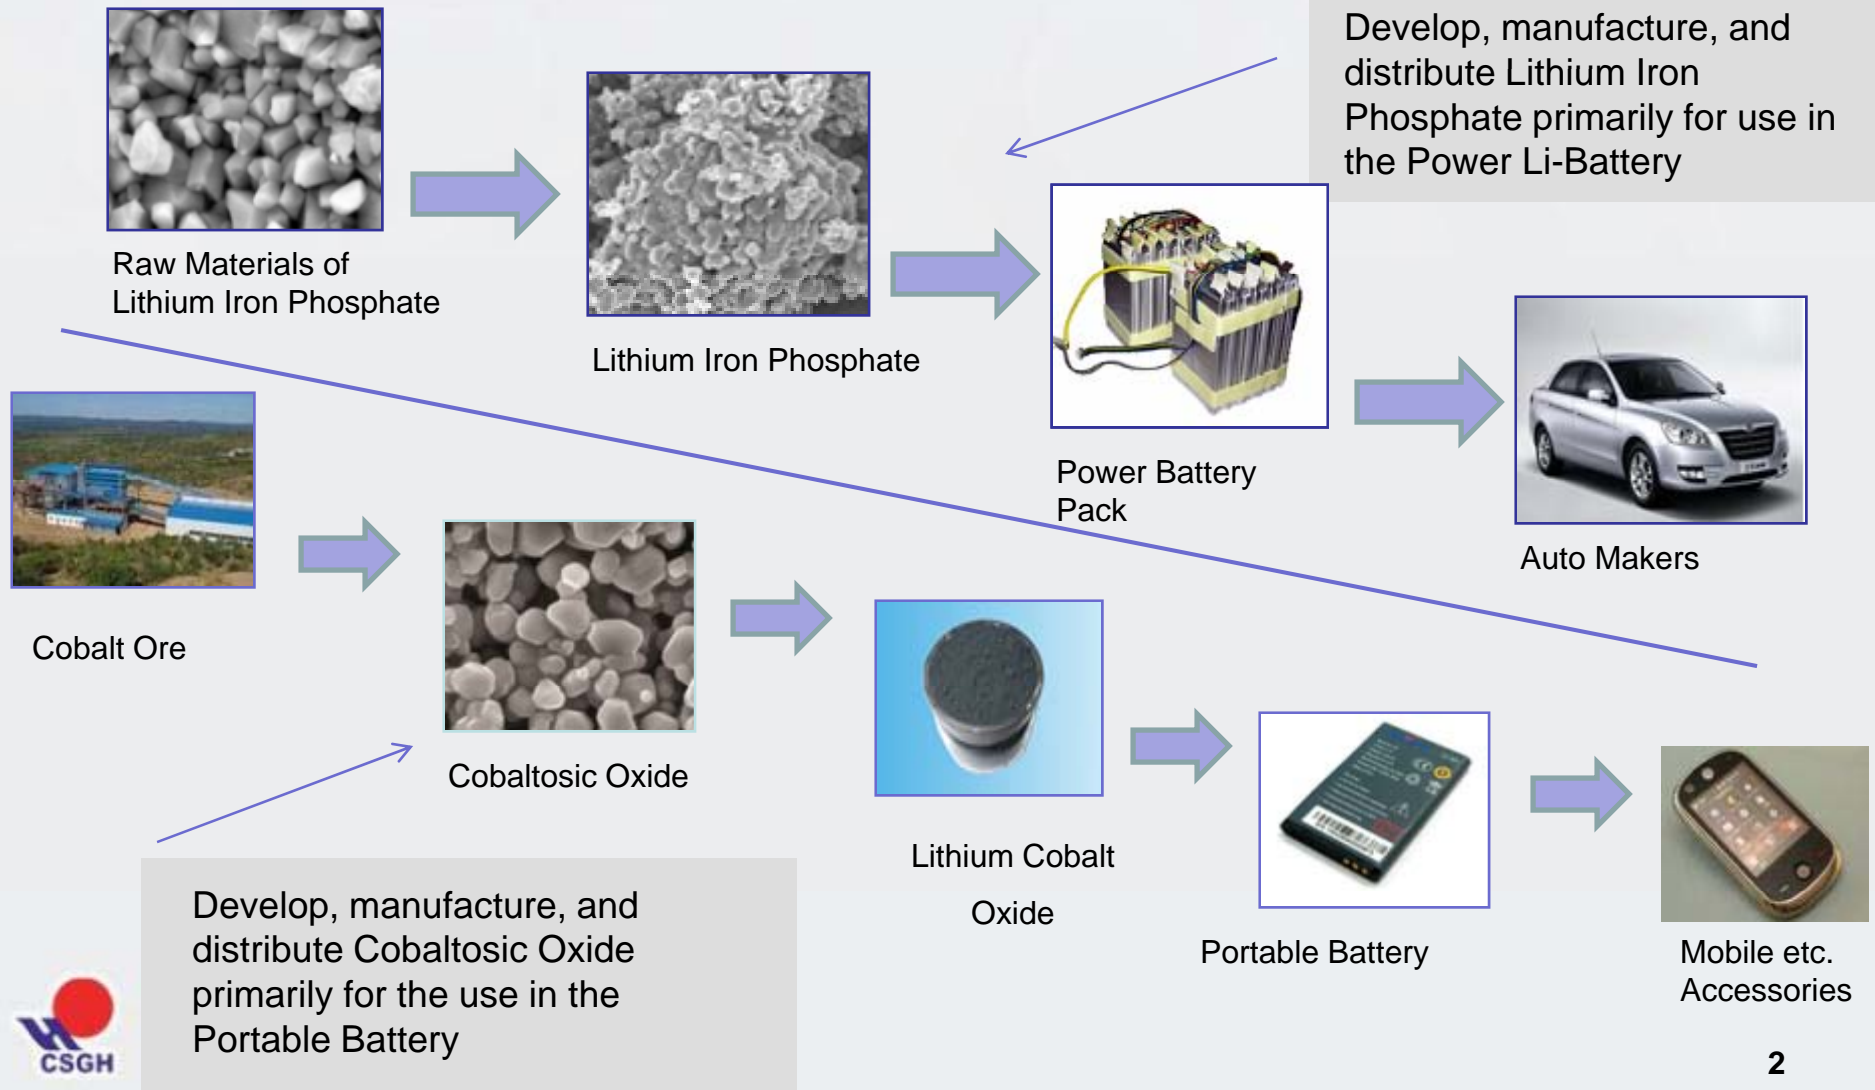 Develop, manufacture, and
distribute Lithium Iron
Phosphate primarily for use in
the Power Li-Battery
Raw Materials of
Lithium Iron Phosphate
Lithium Iron Phosphate
Power Battery
Pack
Auto Makers
Cobalt Ore
Cobaltosic Oxide
Lithium Cobalt
Oxide
Portable Battery
Mobile etc.
Accessories
Develop, manufacture, and
distribute Cobaltosic Oxide
primarily for the use in the
Portable Battery
CSGH
2